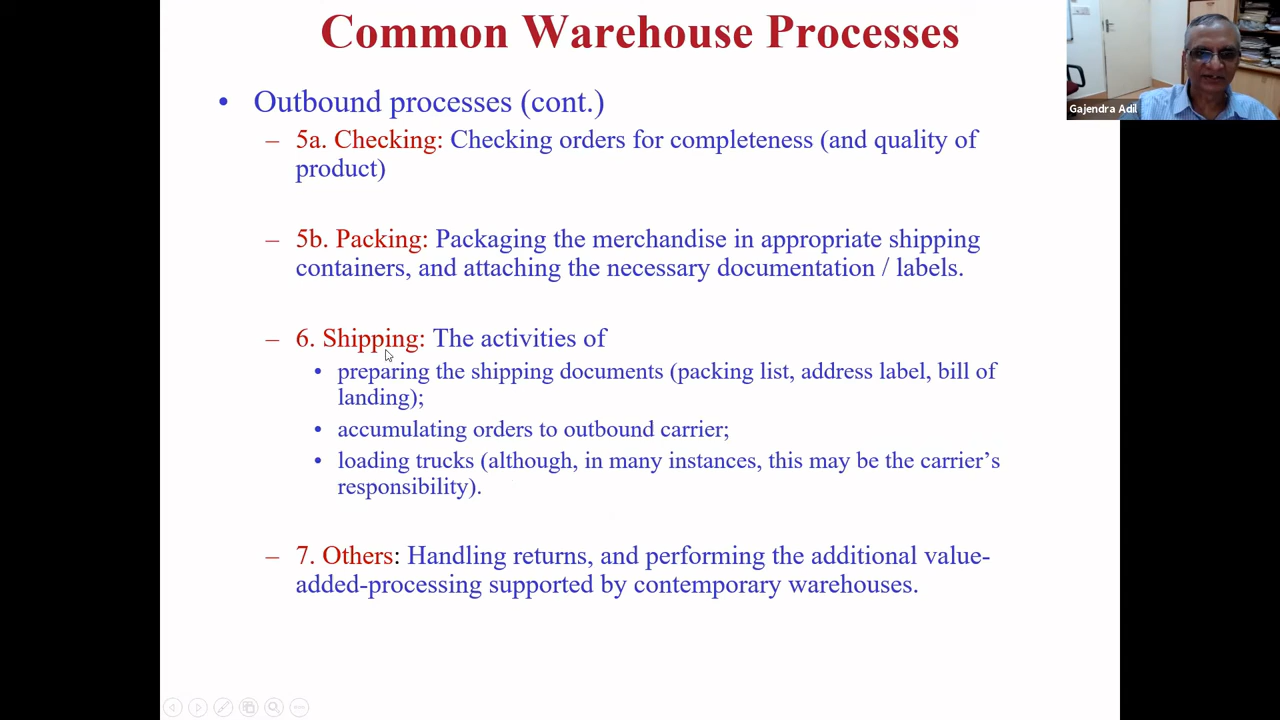 Common Warehouse Processes
Gajendra Adil
• Outbound processes (cont.)
– 5a. Checking: Checking orders for completeness (and quality of
product)
– 5b. Packing: Packaging the merchandise in appropriate shipping
containers, and attaching the necessary documentation / labels.
– 6. Shipping: The activities of
• preparing the shipping documents (packing list, address label, bill of
landing);
• accumulating orders to outbound carrier;
• loading trucks (although, in many instances, this may be the carrier's
responsibility).
– 7. Others: Handling returns, and performing the additional value-
added-processing supported by contemporary warehouses.